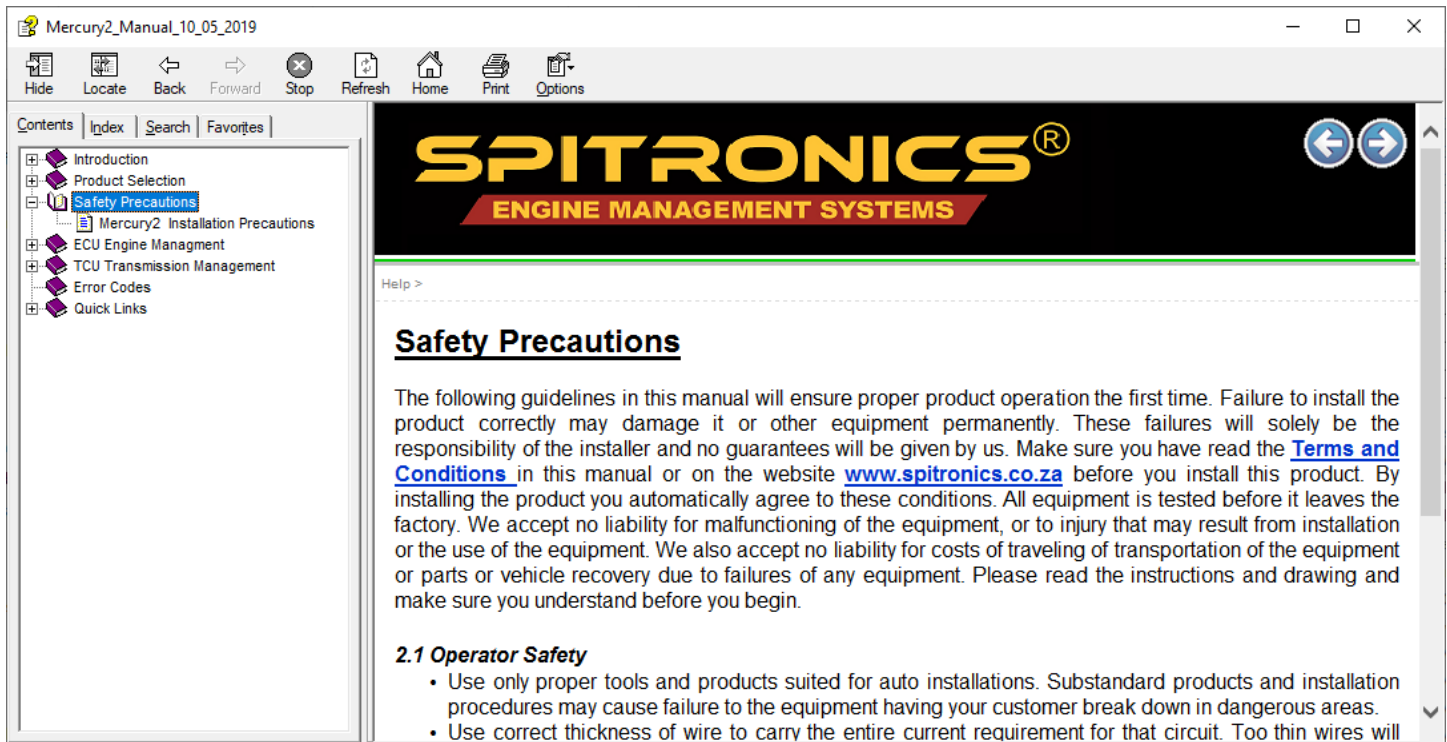 Mercury2_Manual_10_05_2019
Hide Locate Back Forward Stop Refresh Home Print Options
Contents Index Search Favorites
Introduction
Product Selection
Safety Precautions
Mercury2 Installation Precautions
ECU Engine Managment
TCU Transmission Management
Error Codes
Quick Links
SPITRONICS®
ENGINE MANAGEMENT SYSTEMS
Help >
Safety Precautions
The following guidelines in this manual will ensure proper product operation the first time. Failure to install the
product correctly may damage it or other equipment permanently. These failures will solely be the
responsibility of the installer and no guarantees will be given by us. Make sure you have read the Terms and
Conditions in this manual or on the website www.spitronics.co.za before you install this product. By
installing the product you automatically agree to these conditions. All equipment is tested before it leaves the
factory. We accept no liability for malfunctioning of the equipment, or to injury that may result from installation
or the use of the equipment. We also accept no liability for costs of traveling of transportation of the equipment
or parts or vehicle recovery due to failures of any equipment. Please read the instructions and drawing and
make sure you understand before you begin.
2.1 Operator Safety
• Use only proper tools and products suited for auto installations. Substandard products and installation
procedures may cause failure to the equipment having your customer break down in dangerous areas.
• Use correct thickness of wire to carry the entire current requirement for that circuit. Too thin wires will